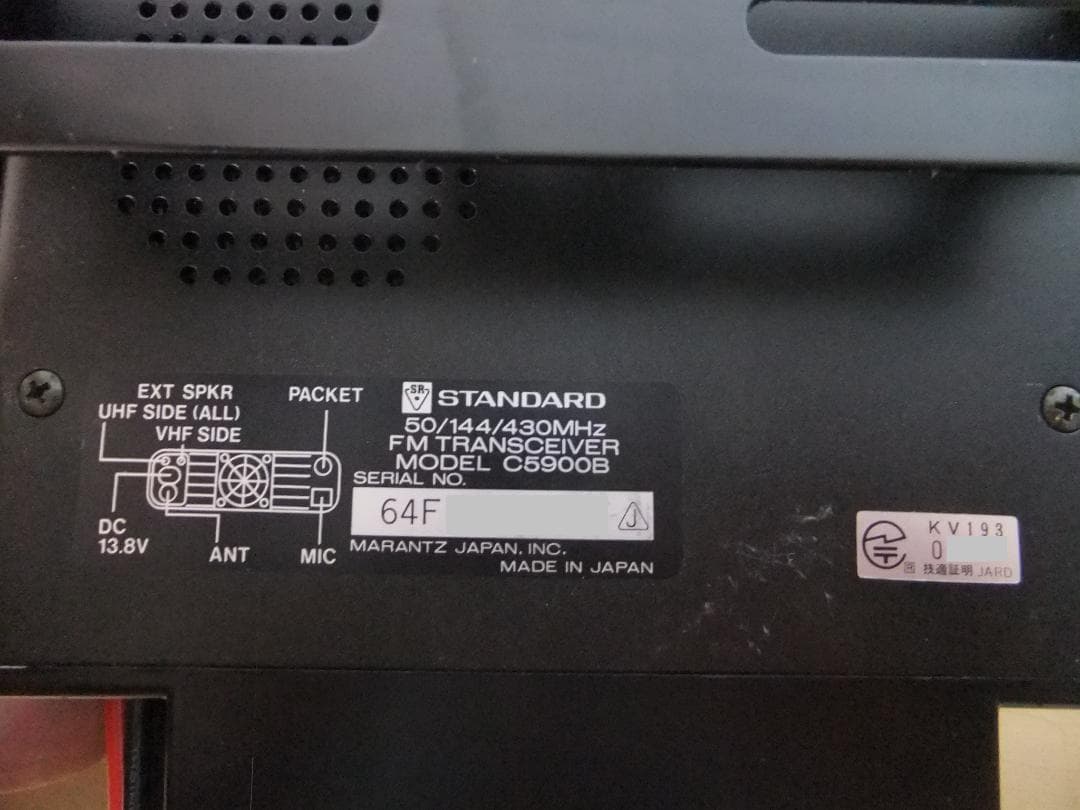 EXT SPKR
UHF SIDE (ALL)
VHF SIDE
PACKET
DC
13.8V
ANT
MIC
SR STANDARD
50/144/430MHz
FM TRANSCEIVER
MODEL C5900B
SERIAL NO.
64F
J
MARANTZ JAPAN, INC.
MADE IN JAPAN
KV193
0
技適証明 JARD